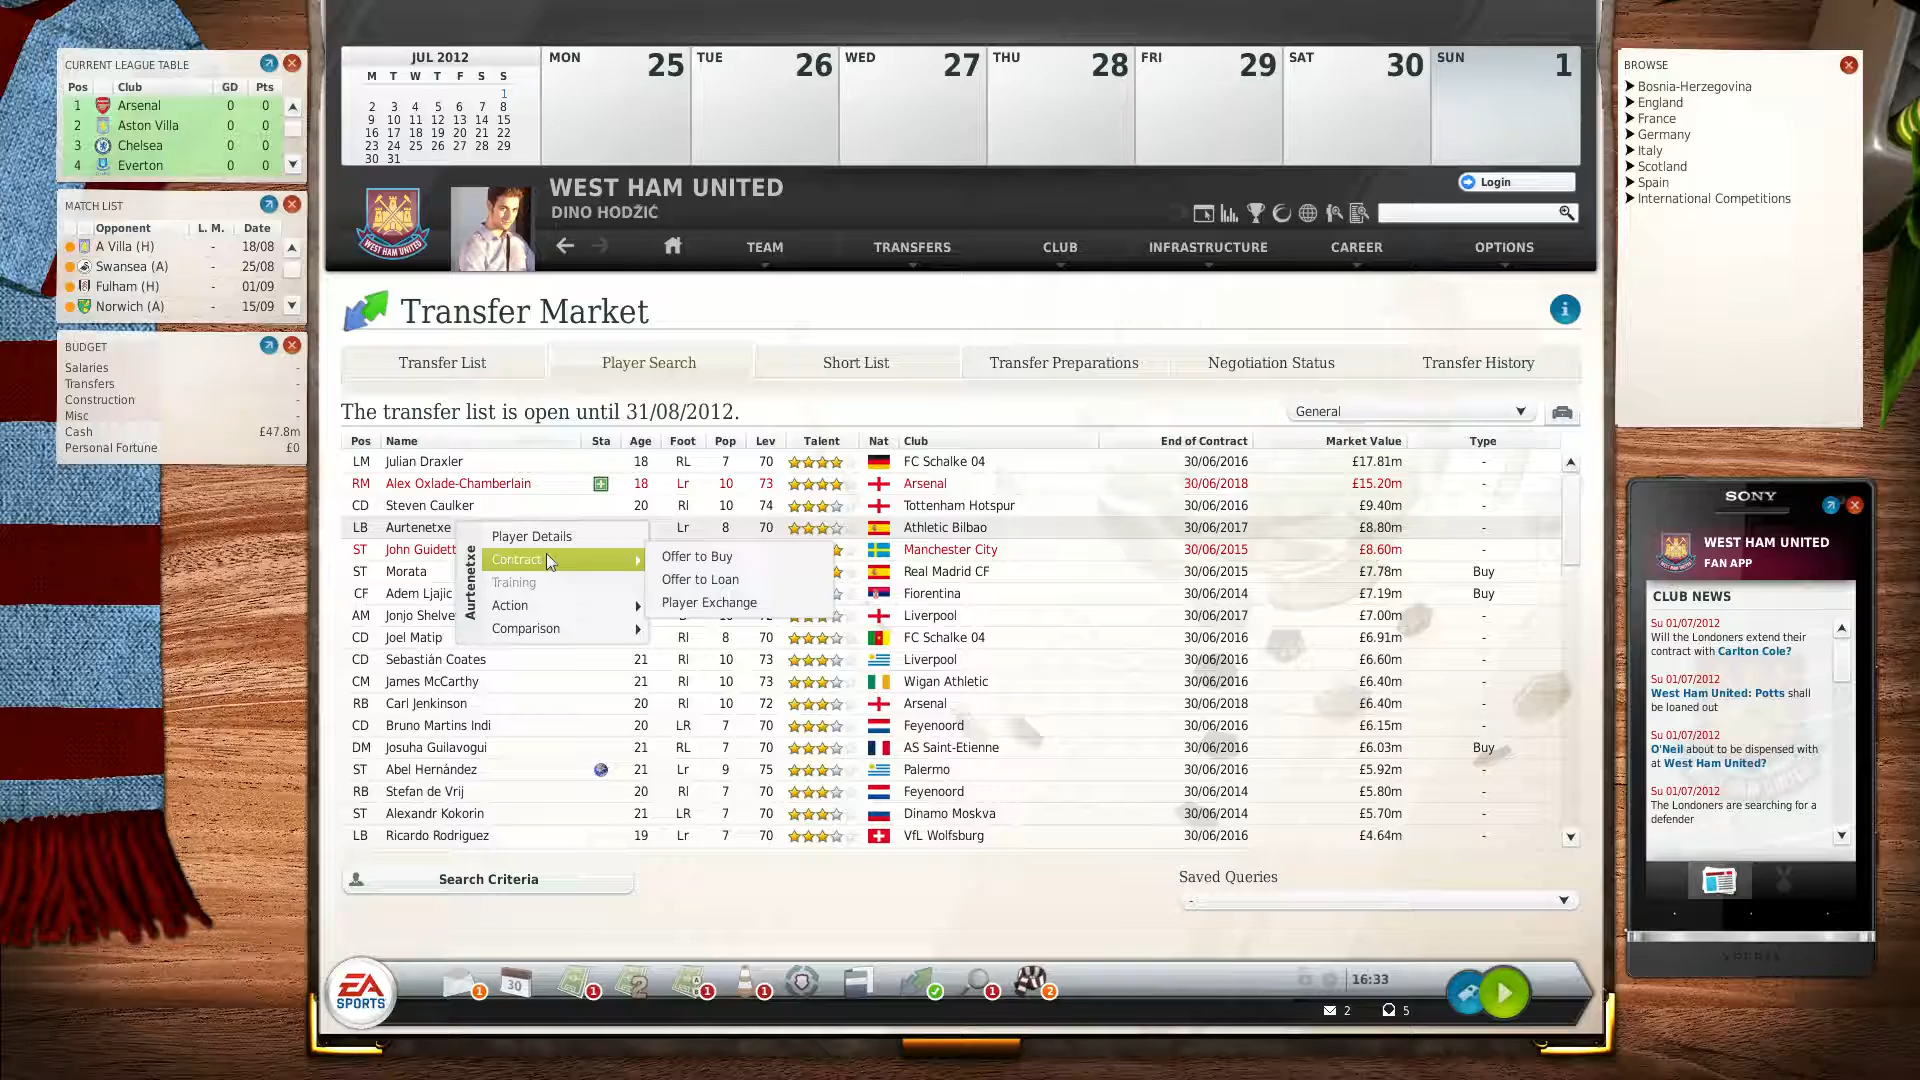 CURRENT LEAGUE TABLE
Pos Club GD Pts
1 Arsenal 0 0
2 Aston Villa 0 0
3 Chelsea 0 0
4 Everton 0 0
MATCH LIST
Opponent L. M. Date
A Villa (H) - 18/08
Swansea (A) - 25/08
Fulham (H) - 01/09
Norwich (A) - 15/09
BUDGET
Salaries -
Transfers -
Construction -
Misc -
Cash £47.8m
Personal Fortune £0
JUL 2012
M T W T F S S
1
2 3 4 5 6 7 8
9 10 11 12 13 14 15
16 17 18 19 20 21 22
23 24 25 26 27 28 29
30 31
MON 25 TUE 26 WED 27 THU 28 FRI 29 SAT 30 SUN 1
WEST HAM UNITED
DINO HODŽIĆ
Login
TEAM TRANSFERS CLUB INFRASTRUCTURE CAREER OPTIONS
Transfer Market
Transfer List Player Search Short List Transfer Preparations Negotiation Status Transfer History
The transfer list is open until 31/08/2012.
General
Pos Name Sta Age Foot Pop Lev Talent Nat Club End of Contract Market Value Type
LM Julian Draxler 18 RL 7 70 FC Schalke 04 30/06/2016 £17.81m -
RM Alex Oxlade-Chamberlain 18 Lr 10 73 Arsenal 30/06/2018 £15.20m -
CD Steven Caulker 20 Rl 10 74 Tottenham Hotspur 30/06/2016 £9.40m -
LB Aurtenetxe Lr 8 70 Athletic Bilbao 30/06/2017 £8.80m -
ST John Guidett Manchester City 30/06/2015 £8.60m -
ST Morata Real Madrid CF 30/06/2015 £7.78m Buy
CF Adem Ljajic Fiorentina 30/06/2014 £7.19m Buy
AM Jonjo Shelve Liverpool 30/06/2017 £7.00m -
CD Joel Matip Rl 8 70 FC Schalke 04 30/06/2016 £6.91m -
CD Sebastián Coates 21 Rl 10 73 Liverpool 30/06/2016 £6.60m -
CM James McCarthy 21 Rl 10 73 Wigan Athletic 30/06/2016 £6.40m -
RB Carl Jenkinson 20 Rl 10 72 Arsenal 30/06/2018 £6.40m -
CD Bruno Martins Indi 20 LR 7 70 Feyenoord 30/06/2016 £6.15m -
DM Josuha Guilavogui 21 RL 7 70 AS Saint-Etienne 30/06/2016 £6.03m Buy
ST Abel Hernández 21 Lr 9 75 Palermo 30/06/2016 £5.92m -
RB Stefan de Vrij 20 Rl 7 70 Feyenoord 30/06/2014 £5.80m -
ST Alexandr Kokorin 21 LR 7 70 Dinamo Moskva 30/06/2014 £5.70m -
LB Ricardo Rodriguez 19 Lr 7 70 VfL Wolfsburg 30/06/2016 £4.64m -
Aurtenetxe
Player Details
Contract
Training
Action
Comparison
Offer to Buy
Offer to Loan
Player Exchange
Search Criteria
Saved Queries
-
EA
SPORTS
1 30 1 2 1 1 1 2
16:33
2 5
BROWSE
Bosnia-Herzegovina
England
France
Germany
Italy
Scotland
Spain
International Competitions
SONY
WEST HAM UNITED
FAN APP
CLUB NEWS
Su 01/07/2012
Will the Londoners extend their
contract with Carlton Cole?
Su 01/07/2012
West Ham United: Potts shall
be loaned out
Su 01/07/2012
O'Neil about to be dispensed with
at West Ham United?
Su 01/07/2012
The Londoners are searching for a
defender
XPERIA